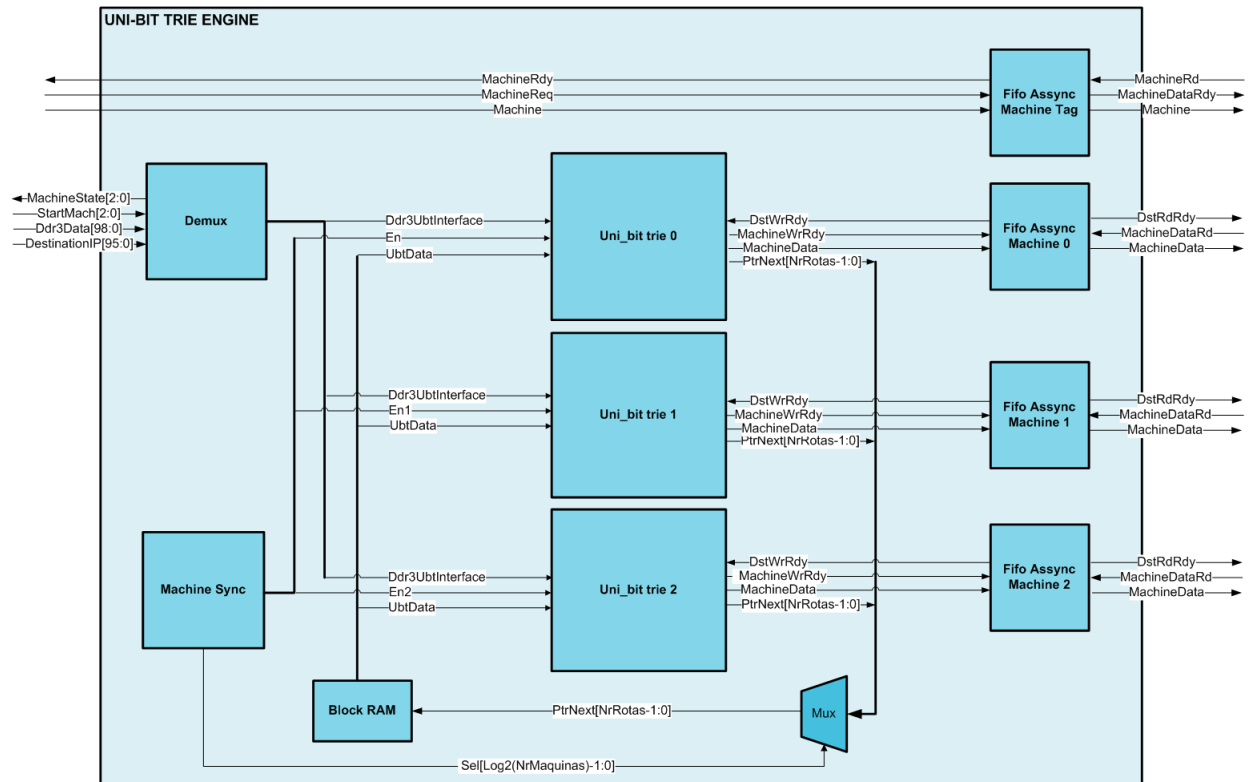 UNI-BIT TRIE ENGINE
MachineRdy
MachineReq
Machine
Fifo Assync
Machine Tag
MachineRd
MachineDataRdy
Machine
MachineState[2:0]
StartMach[2:0]
Ddr3Data[98:0]
DestinationIP[95:0]
Demux
Ddr3UbtInterface
En
UbtData
Uni_bit trie 0
DstWrRdy
MachineWrRdy
MachineData
PtrNext[NrRotas-1:0]
Fifo Assync
Machine 0
DstRdRdy
MachineDataRd
MachineData
Ddr3UbtInterface
En1
UbtData
Uni_bit trie 1
DstWrRdy
MachineWrRdy
MachineData
PtrNext[NrRotas-1:0]
Fifo Assync
Machine 1
DstRdRdy
MachineDataRd
MachineData
Machine Sync
Ddr3UbtInterface
En2
UbtData
Uni_bit trie 2
DstWrRdy
MachineWrRdy
MachineData
PtrNext[NrRotas-1:0]
Fifo Assync
Machine 2
DstRdRdy
MachineDataRd
MachineData
Block RAM
PtrNext[NrRotas-1:0]
Mux
Sel[Log2(NrMaquinas)-1:0]